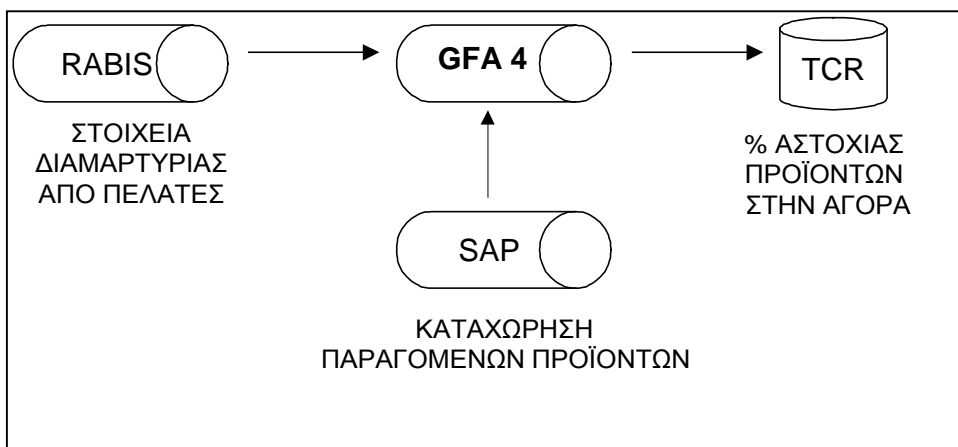 RABIS
GFA 4
TCR
ΣΤΟΙΧΕΙΑ
ΔΙΑΜΑΡΤΥΡΙΑΣ
ΑΠΟ ΠΕΛΑΤΕΣ
% ΑΣΤΟΧΙΑΣ
ΠΡΟΪΟΝΤΩΝ
ΣΤΗΝ ΑΓΟΡΑ
SAP
ΚΑΤΑΧΩΡΗΣΗ
ΠΑΡΑΓΟΜΕΝΩΝ ΠΡΟΪΟΝΤΩΝ